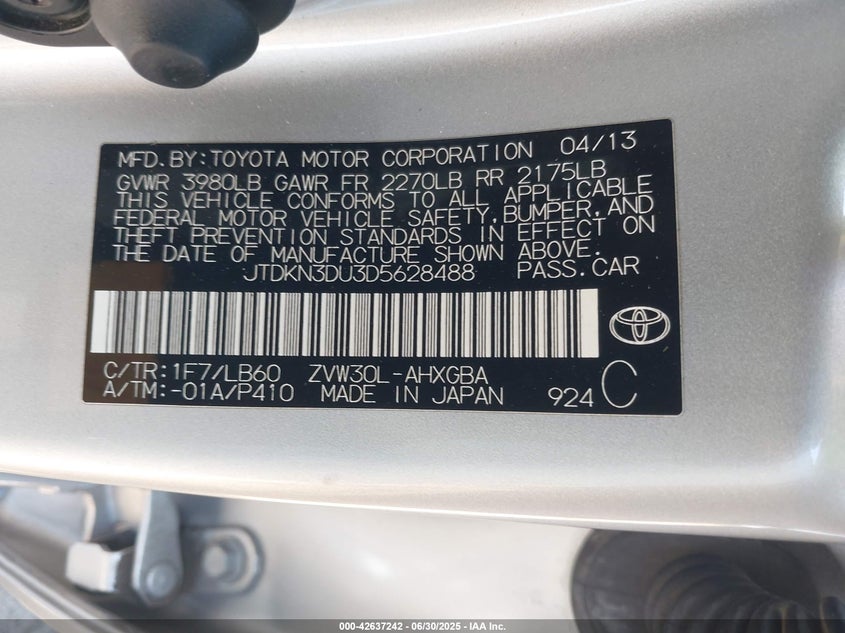 MFD.BY:TOYOTA MOTOR CORPORATION 04/13
GVWR 3980LB GAWR FR 2270LB RR 2175LB
THIS VEHICLE CONFORMS TO ALL APPLICABLE
FEDERAL MOTOR VEHICLE SAFETY,BUMPER,AND
THEFT PREVENTION STANDARDS IN EFFECT ON
THE DATE OF MANUFACTURE SHOWN ABOVE.
JTDKN3DU3D5628488 PASS.CAR
C/TR:1F7/LB60 ZVW30L-AHXGBA
A/TM:-01A/P410 MADE IN JAPAN 924 C
000-42637242 - 06/30/2025 - IAA Inc.